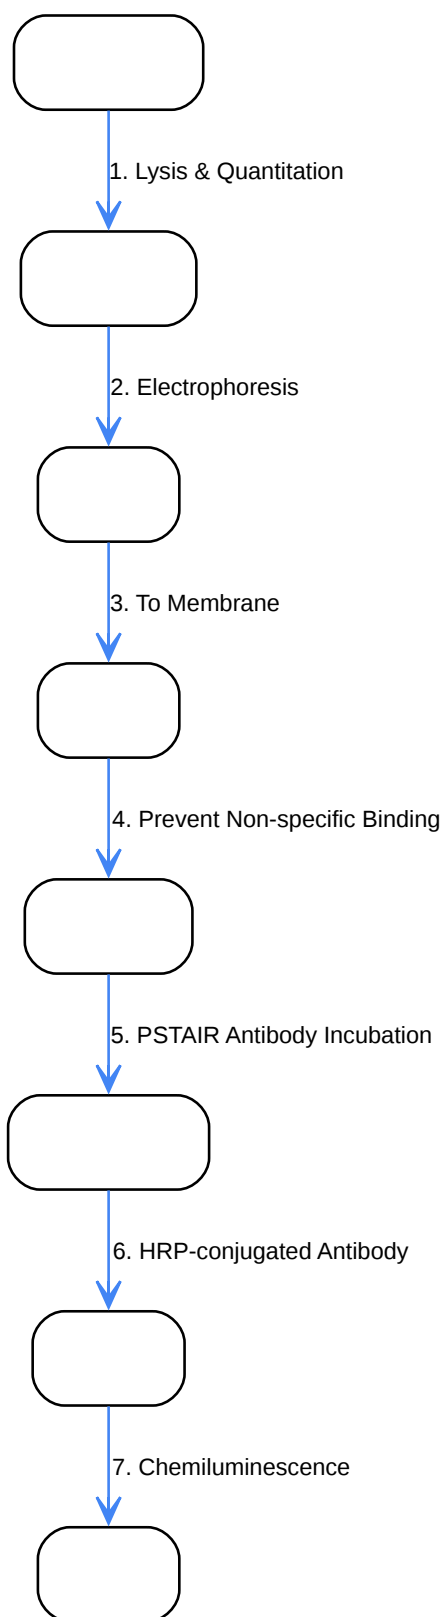 1. Lysis & Quantitation
2. Electrophoresis
3. To Membrane
4. Prevent Non-specific Binding
5. PSTAIR Antibody Incubation
6. HRP-conjugated Antibody
7. Chemiluminescence